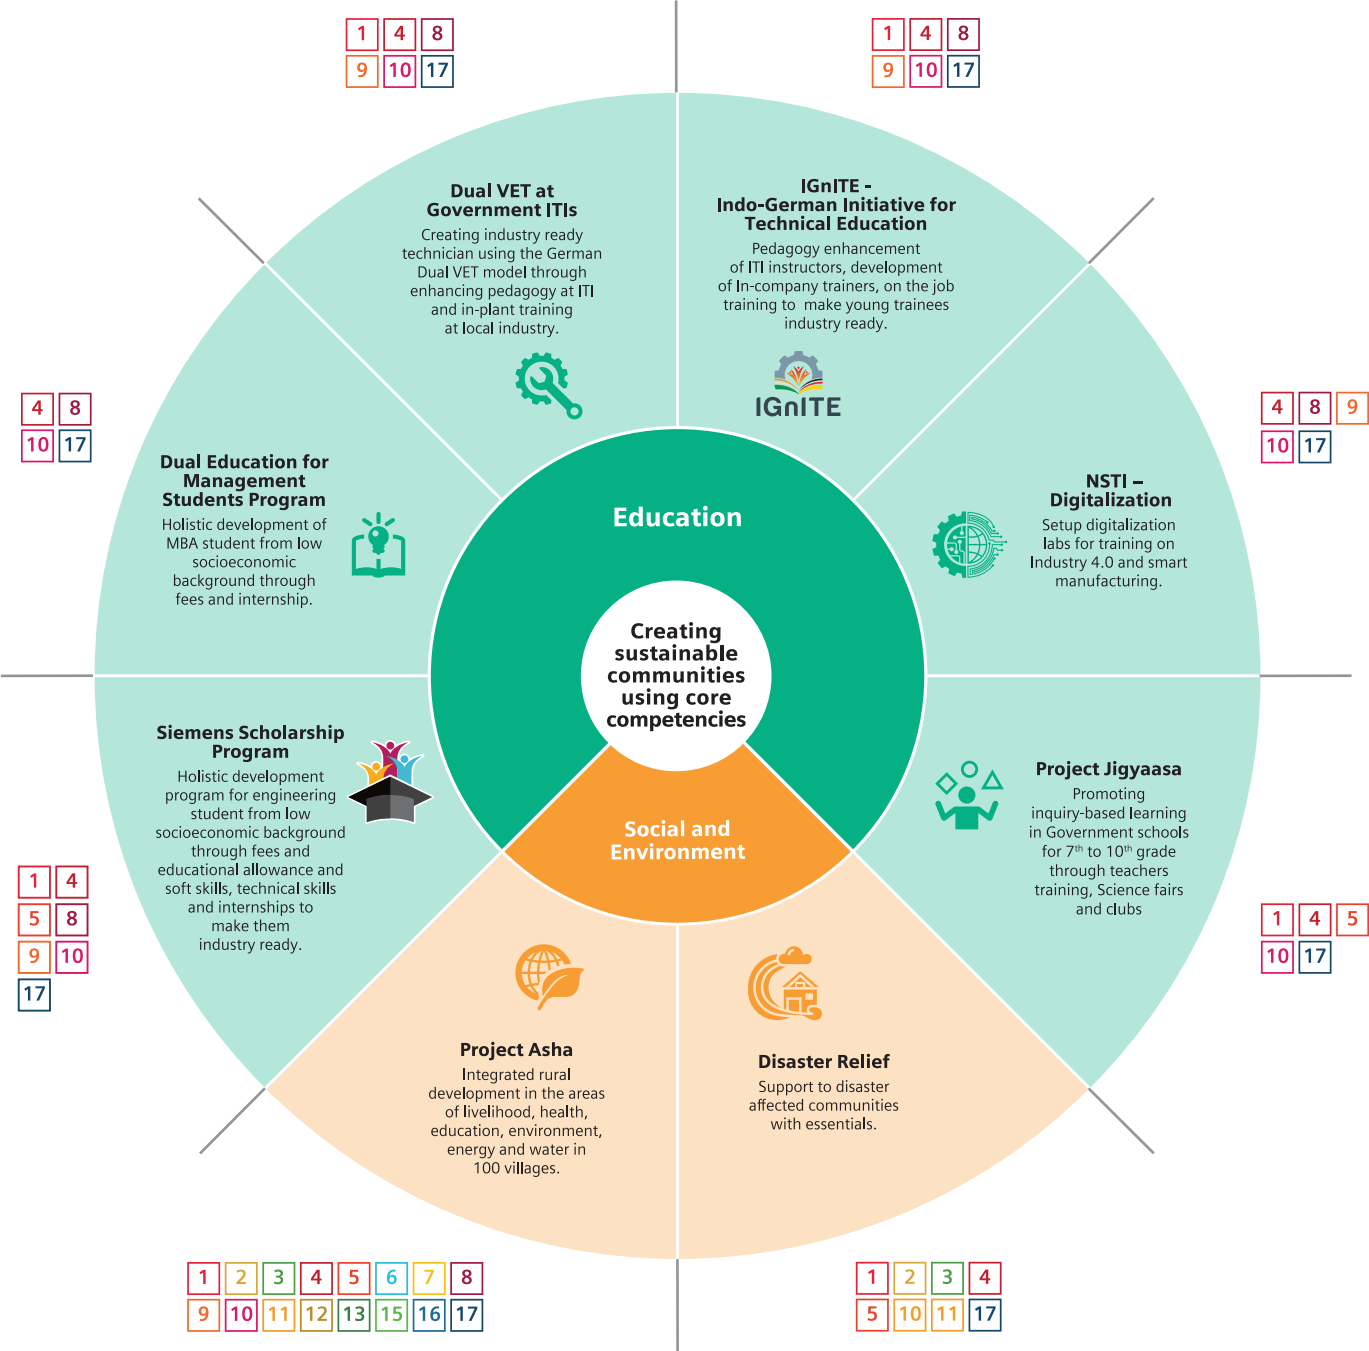 1 4 8
9 10 17
1 4 8
9 10 17
Dual VET at
Government ITIs
Creating industry ready
technician using the German
Dual VET model through
enhancing pedagogy at ITI
and in-plant training
at local industry.
IGnITE -
Indo-German Initiative for
Technical Education
Pedagogy enhancement
of ITI instructors, development
of In-company trainers, on the job
training to make young trainees
industry ready.
IGnITE
4 8
10 17
Dual Education for
Management
Students Program
Holistic development of
MBA student from low
socioeconomic
background through
fees and internship.
4 8 9
10 17
NSTI –
Digitalization
Setup digitalization
labs for training on
Industry 4.0 and smart
manufacturing.
Education
Creating
sustainable
communities
using core
competencies
Social and
Environment
Siemens Scholarship
Program
Holistic development
program for engineering
student from low
socioeconomic background
through fees and
educational allowance and
soft skills, technical skills
and internships to
make them
industry ready.
1 4
5 8
9 10
17
Project Jigyaasa
Promoting
inquiry-based learning
in Government schools
for 7th to 10th grade
through teachers
training, Science fairs
and clubs
1 4 5
10 17
Project Asha
Integrated rural
development in the areas
of livelihood, health,
education, environment,
energy and water in
100 villages.
Disaster Relief
Support to disaster
affected communities
with essentials.
1 2 3 4 5 6 7 8
9 10 11 12 13 15 16 17
1 2 3 4
5 10 11 17